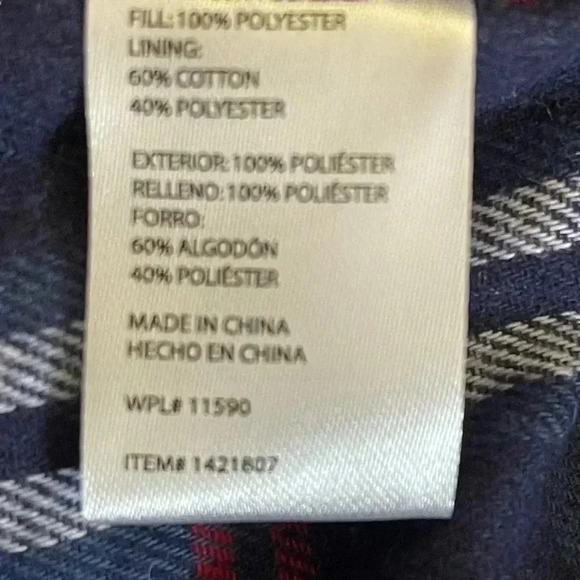 FILL: 100% POLYESTER
LINING:
60% COTTON
40% POLYESTER
EXTERIOR: 100% POLIÉSTER
RELLENO: 100% POLIÉSTER
FORRO:
60% ALGODÓN
40% POLIÉSTER
MADE IN CHINA
HECHO EN CHINA
WPL# 11590
ITEM# 1421807